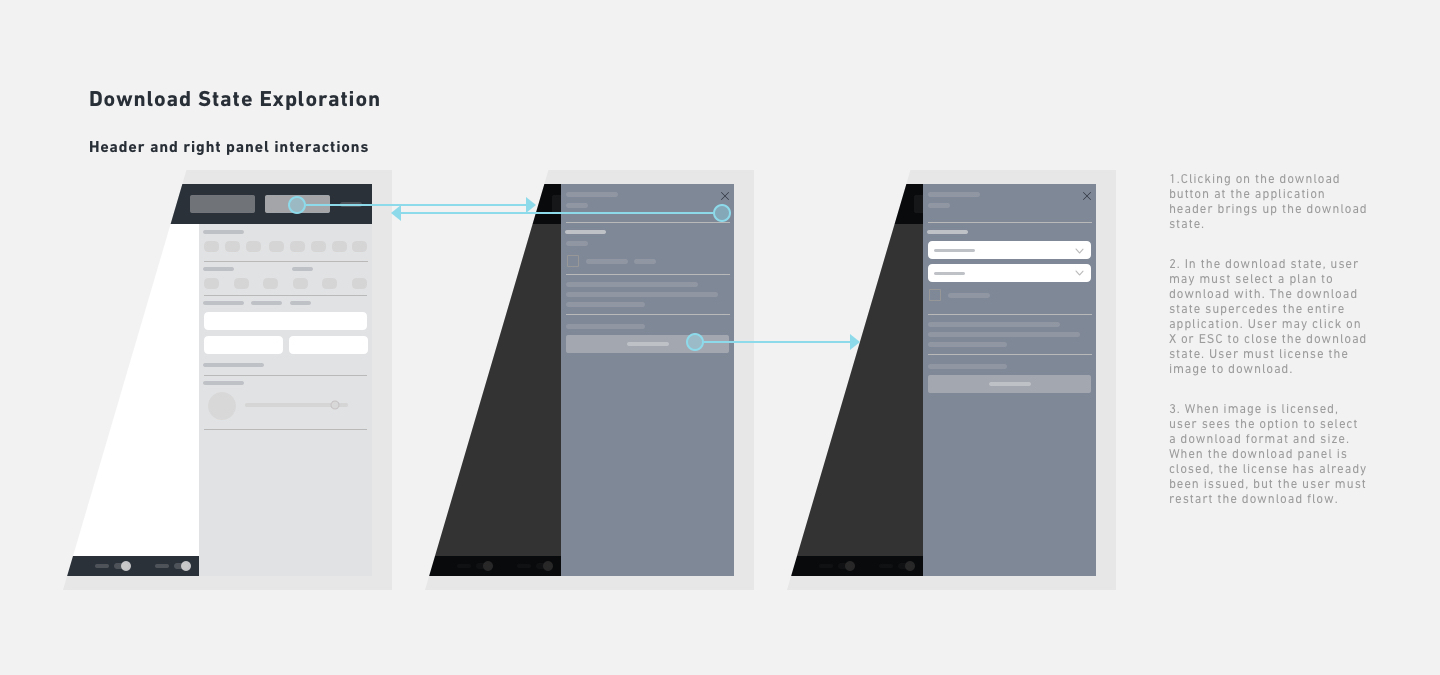 Download State Exploration
Header and right panel interactions
1.Clicking on the download
button at the application
header brings up the download
state.
2. In the download state, user
may must select a plan to
download with. The download
state supercedes the entire
application. User may click on
X or ESC to close the download
state. User must license the
image to download.
3. When image is licensed,
user sees the option to select
a download format and size.
When the download panel is
closed, the license has already
been issued, but the user must
restart the download flow.